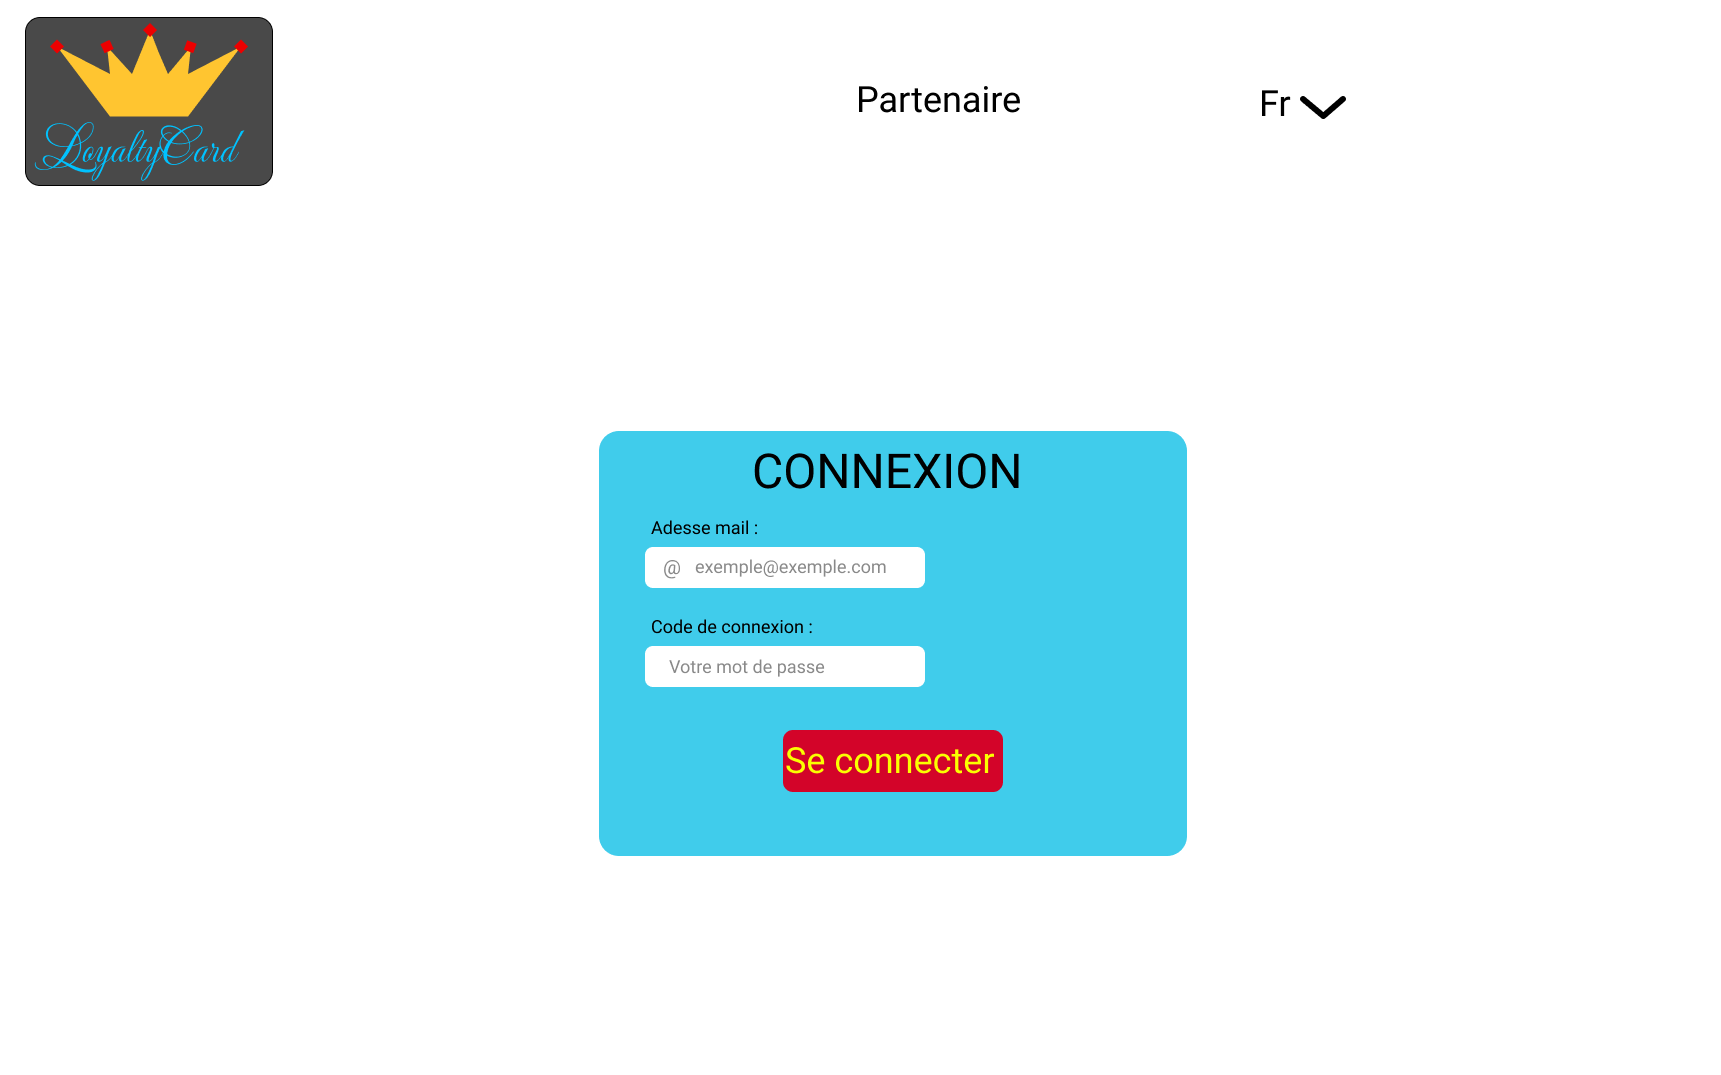 LoyaltyCard
Partenaire
Fr
CONNEXION
Adesse mail :
@ exemple@exemple.com
Code de connexion :
Votre mot de passe
Se connecter